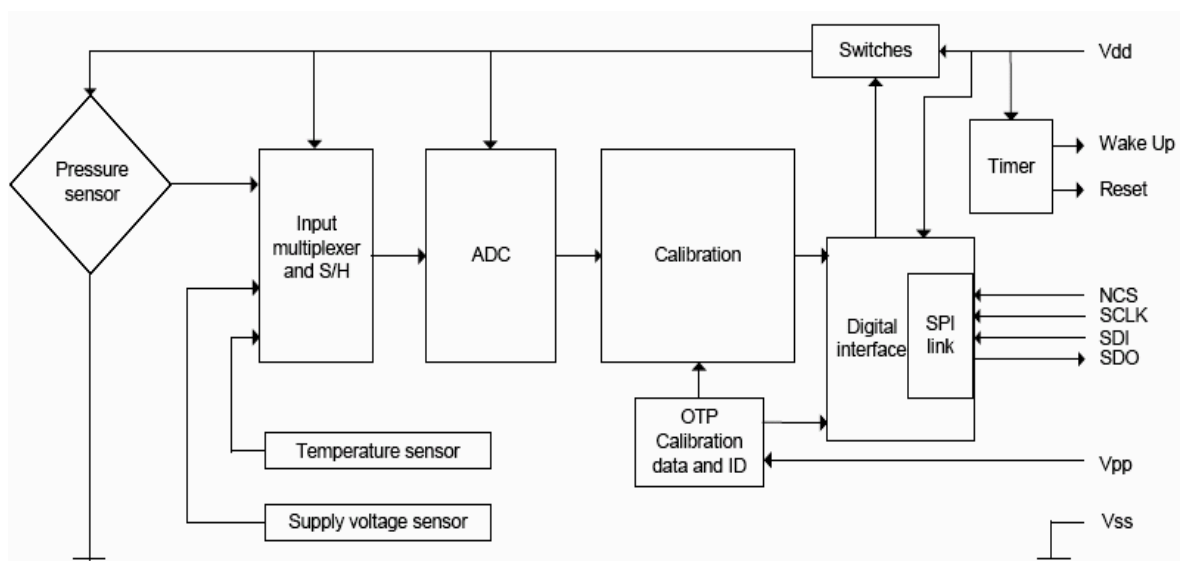 Switches
Vdd
Pressure
sensor
Input
multiplexer
and S/H
ADC
Calibration
Timer
Wake Up
Reset
Digital
interface
SPI
link
NCS
SCLK
SDI
SDO
OTP
Calibration
data and ID
Temperature sensor
Vpp
Supply voltage sensor
Vss